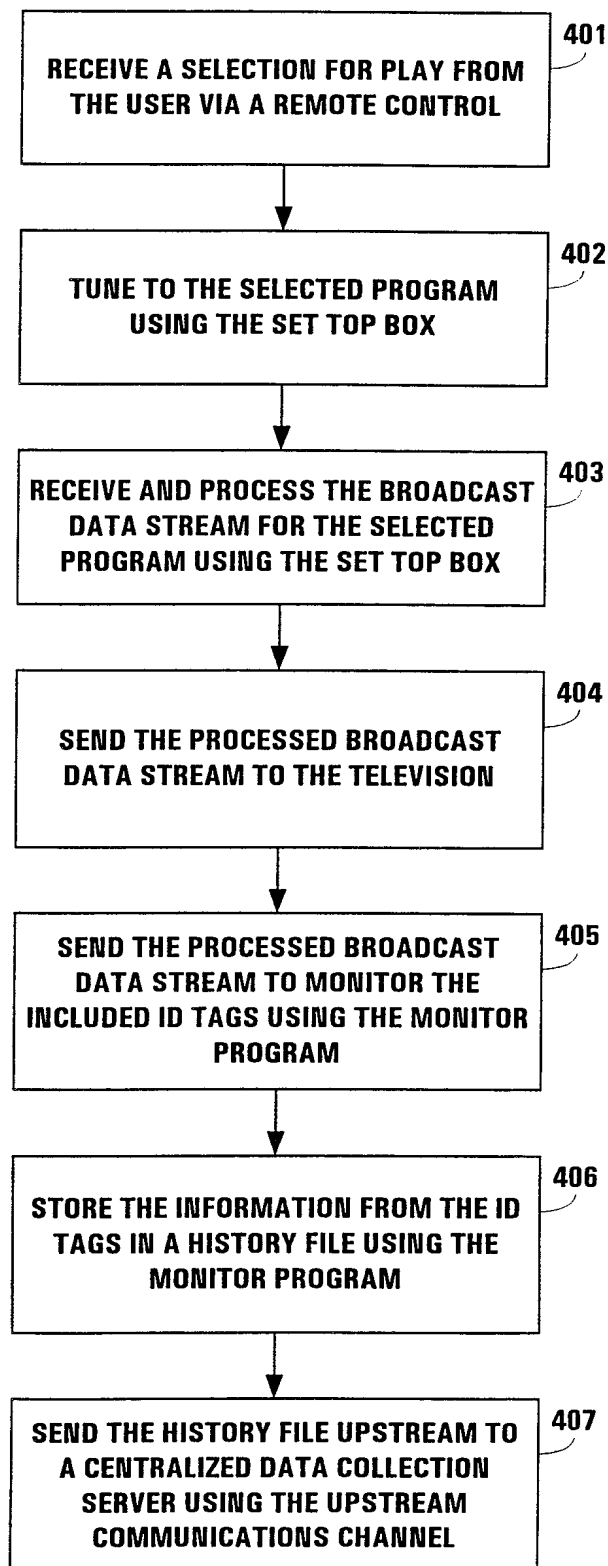 401
RECEIVE A SELECTION FOR PLAY FROM
THE USER VIA A REMOTE CONTROL
402
TUNE TO THE SELECTED PROGRAM
USING THE SET TOP BOX
403
RECEIVE AND PROCESS THE BROADCAST
DATA STREAM FOR THE SELECTED
PROGRAM USING THE SET TOP BOX
404
SEND THE PROCESSED BROADCAST
DATA STREAM TO THE TELEVISION
405
SEND THE PROCESSED BROADCAST
DATA STREAM TO MONITOR THE
INCLUDED ID TAGS USING THE MONITOR
PROGRAM
406
STORE THE INFORMATION FROM THE ID
TAGS IN A HISTORY FILE USING THE
MONITOR PROGRAM
407
SEND THE HISTORY FILE UPSTREAM TO
A CENTRALIZED DATA COLLECTION
SERVER USING THE UPSTREAM
COMMUNICATIONS CHANNEL